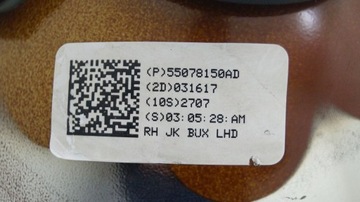 (P)55078150AD
(2D)031617
(10S)2707
(S)03:05:28:AM
RH JK BUX LHD